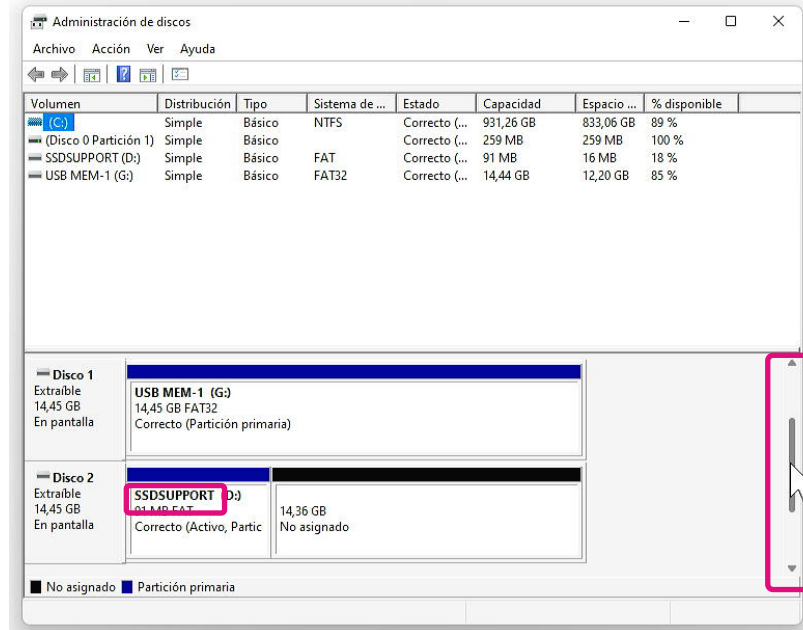 Administración de discos
Archivo Acción Ver Ayuda
Volumen Distribución Tipo Sistema de ... Estado Capacidad Espacio ... % disponible
(C:) Simple Básico NTFS Correcto (... 931,26 GB 833,06 GB 89 %
(Disco 0 Partición 1) Simple Básico Correcto (... 259 MB 259 MB 100 %
SSDSUPPORT (D:) Simple Básico FAT Correcto (... 91 MB 16 MB 18 %
USB MEM-1 (G:) Simple Básico FAT32 Correcto (... 14,44 GB 12,20 GB 85 %
Disco 1
Extraíble
14,45 GB
En pantalla
USB MEM-1 (G:)
14,45 GB FAT32
Correcto (Partición primaria)
Disco 2
Extraíble
14,45 GB
En pantalla
SSDSUPPORT (D:)
91 MB FAT
Correcto (Activo, Partic
14,36 GB
No asignado
No asignado Partición primaria